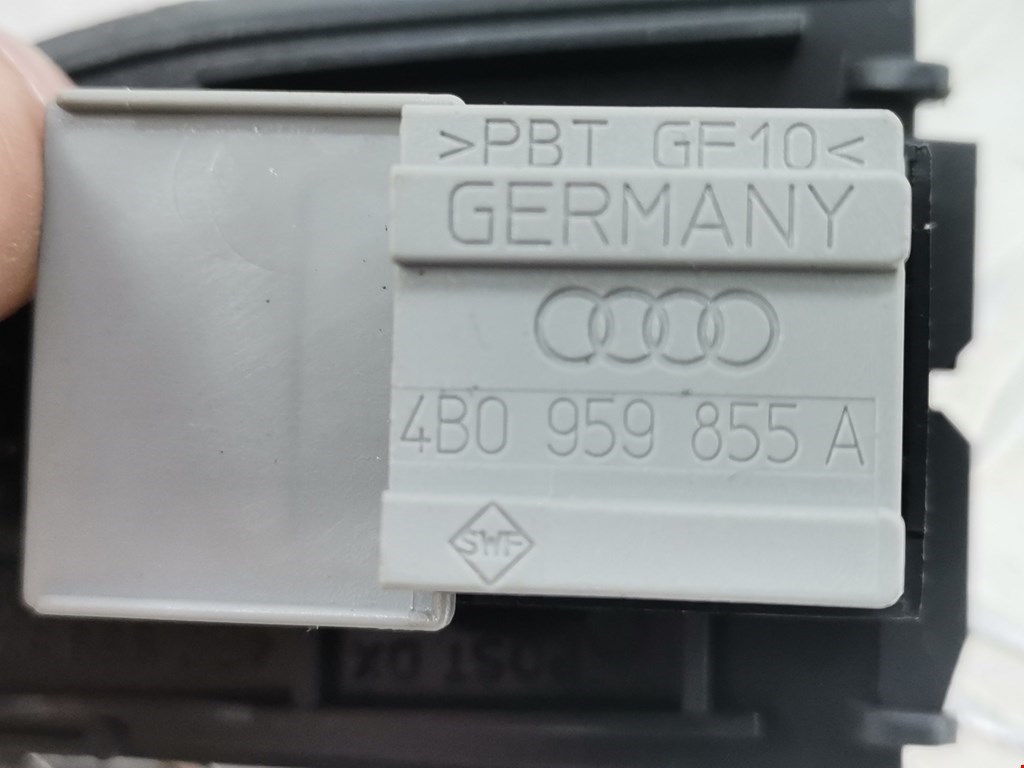 >PBT GF10<
GERMANY
4B0 959 855 A
SWF